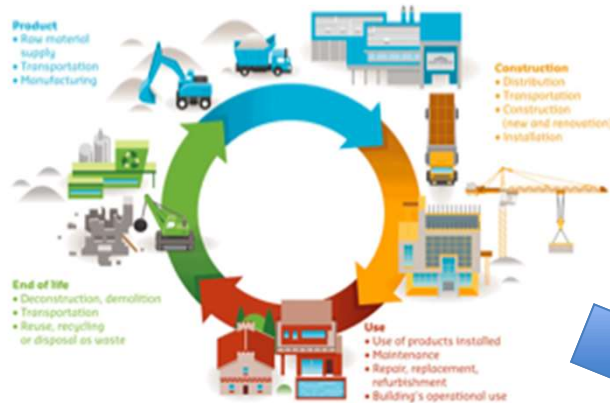 Product
• Raw material
supply
• Transportation
• Manufacturing
Construction
• Distribution
• Transportation
• Construction
(new and renovation)
• Installation
End of life
• Deconstruction, demolition
• Transportation
• Reuse, recycling
or disposal as waste
Use
• Use of products installed
• Maintenance
• Repair, replacement,
refurbishment
• Building's operational use